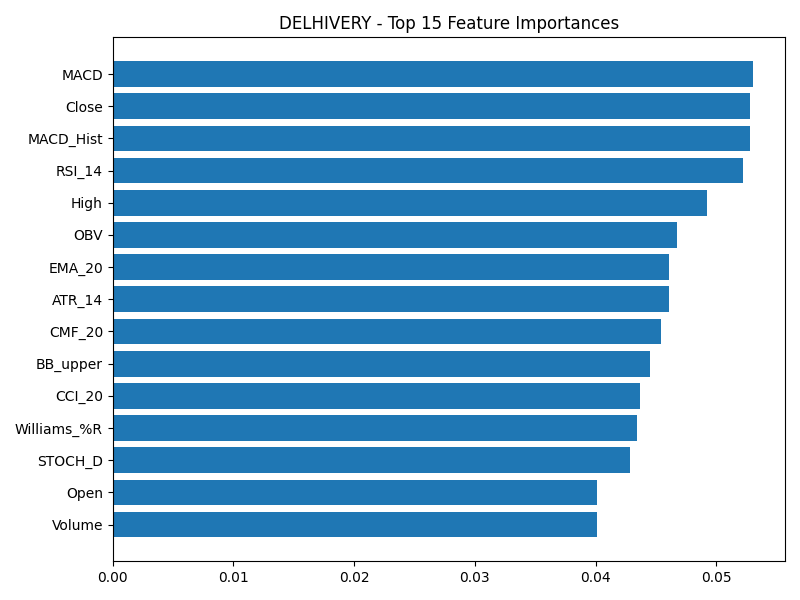 DELHIVERY - Top 15 Feature Importances
MACD
Close
MACD_Hist
RSI_14
High
OBV
EMA_20
ATR_14
CMF_20
BB_upper
CCI_20
Williams_%R
STOCH_D
Open
Volume
0.00 0.01 0.02 0.03 0.04 0.05